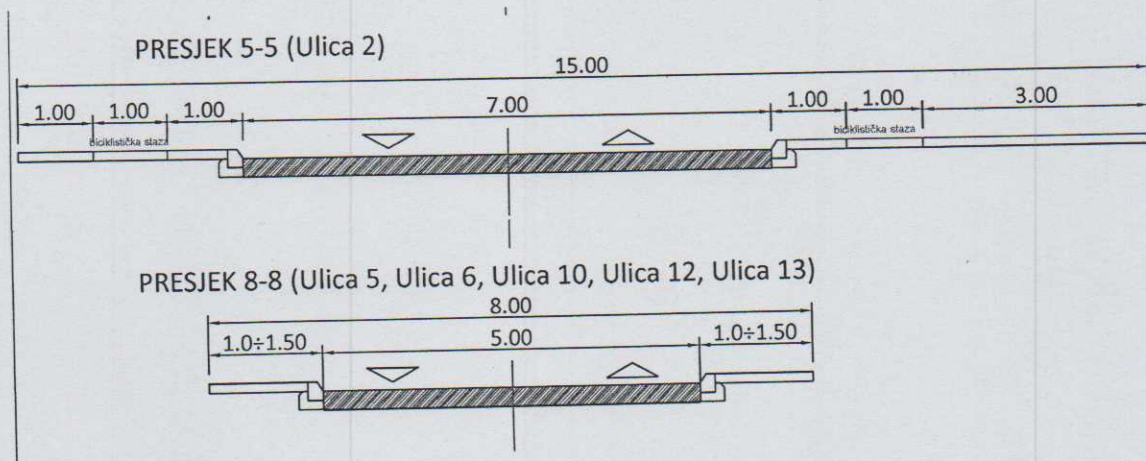 PRESJEK 5-5 (Ulica 2)
15.00
1.00 1.00 1.00 7.00 1.00 1.00 3.00
biciklistička staza biciklistička staza
PRESJEK 8-8 (Ulica 5, Ulica 6, Ulica 10, Ulica 12, Ulica 13)
8.00
1.0÷1.50 5.00 1.0÷1.50